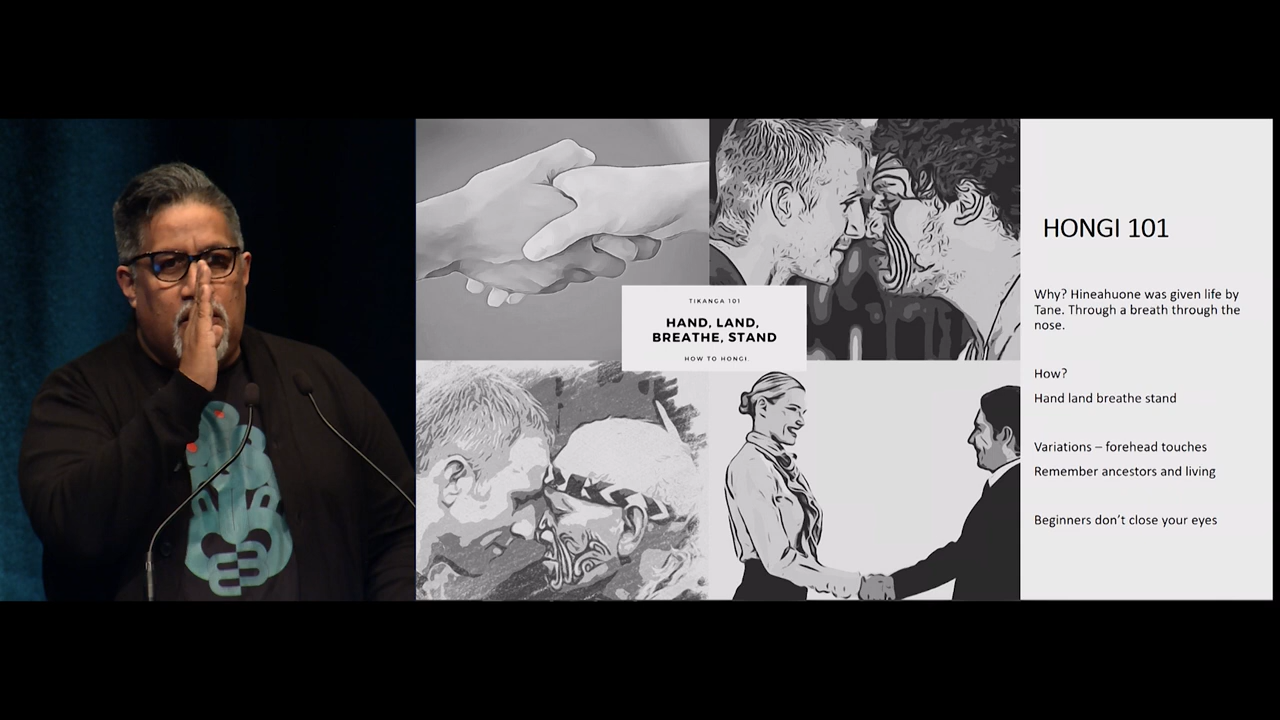 TIKANGA 101
HAND, LAND,
BREATHE, STAND
HOW TO HONGI.
HONGI 101
Why? Hineahuone was given life by
Tane. Through a breath through the
nose.
How?
Hand land breathe stand
Variations – forehead touches
Remember ancestors and living
Beginners don’t close your eyes